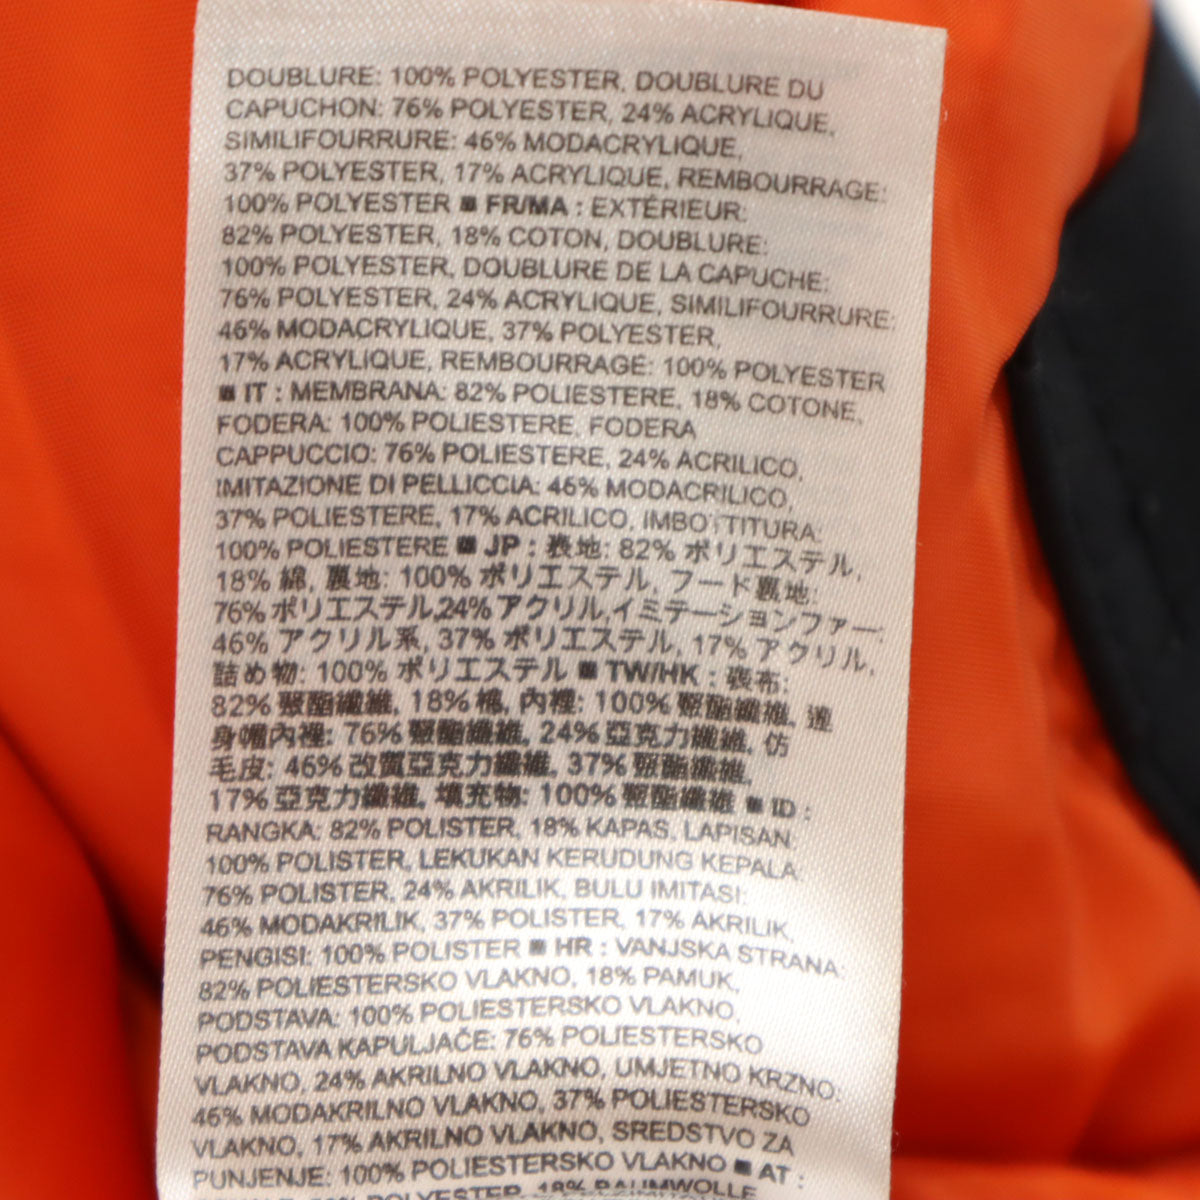 DOUBLURE: 100% POLYESTER, DOUBLURE DU
CAPUCHON: 76% POLYESTER, 24% ACRYLIQUE,
SIMILIFOURRURE: 46% MODACRYLIQUE,
37% POLYESTER, 17% ACRYLIQUE, REMBOURRAGE:
100% POLYESTER ■ FR/MA : EXTÉRIEUR:
82% POLYESTER, 18% COTON, DOUBLURE:
100% POLYESTER, DOUBLURE DE LA CAPUCHE:
76% POLYESTER, 24% ACRYLIQUE, SIMILIFOURRURE:
46% MODACRYLIQUE, 37% POLYESTER,
17% ACRYLIQUE, REMBOURRAGE: 100% POLYESTER
■ IT : MEMBRANA: 82% POLIESTERE, 18% COTONE,
FODERA: 100% POLIESTERE, FODERA
CAPPUCCIO: 76% POLIESTERE, 24% ACRILICO,
IMITAZIONE DI PELLICCIA: 46% MODACRILICO,
37% POLIESTERE, 17% ACRILICO, IMBOTTITURA:
100% POLIESTERE ■ JP : 表地: 82% ポリエステル,
18% 綿, 裏地: 100% ポリエステル, フード裏地:
76% ポリエステル,24% アクリル,イミテーションファー:
46% アクリル系, 37% ポリエステル, 17% アクリル,
詰め物: 100% ポリエステル ■ TW/HK : 表布:
82% 聚酯纖維, 18% 棉, 內裡: 100% 聚酯纖維, 連
身帽內裡: 76% 聚酯纖維, 24% 亞克力纖維, 仿
毛皮: 46% 改質亞克力纖維, 37% 聚酯纖維,
17% 亞克力纖維, 填充物: 100% 聚酯纖維 ■ ID :
RANGKA: 82% POLISTER, 18% KAPAS, LAPISAN:
100% POLISTER, LEKUKAN KERUDUNG KEPALA:
76% POLISTER, 24% AKRILIK, BULU IMITASI:
46% MODAKRILIK, 37% POLISTER, 17% AKRILIK,
PENGISI: 100% POLISTER ■ HR : VANJSKA STRANA:
82% POLIESTERSKO VLAKNO, 18% PAMUK,
PODSTAVA: 100% POLIESTERSKO VLAKNO,
PODSTAVA KAPULJAČE: 76% POLIESTERSKO
VLAKNO, 24% AKRILNO VLAKNO, UMJETNO KRZNO:
46% MODAKRILNO VLAKNO, 37% POLIESTERSKO
VLAKNO, 17% AKRILNO VLAKNO, SREDSTVO ZA
PUNJENJE: 100% POLIESTERSKO VLAKNO ■ AT :
POLYESTER, 18% BAUMWOLLE